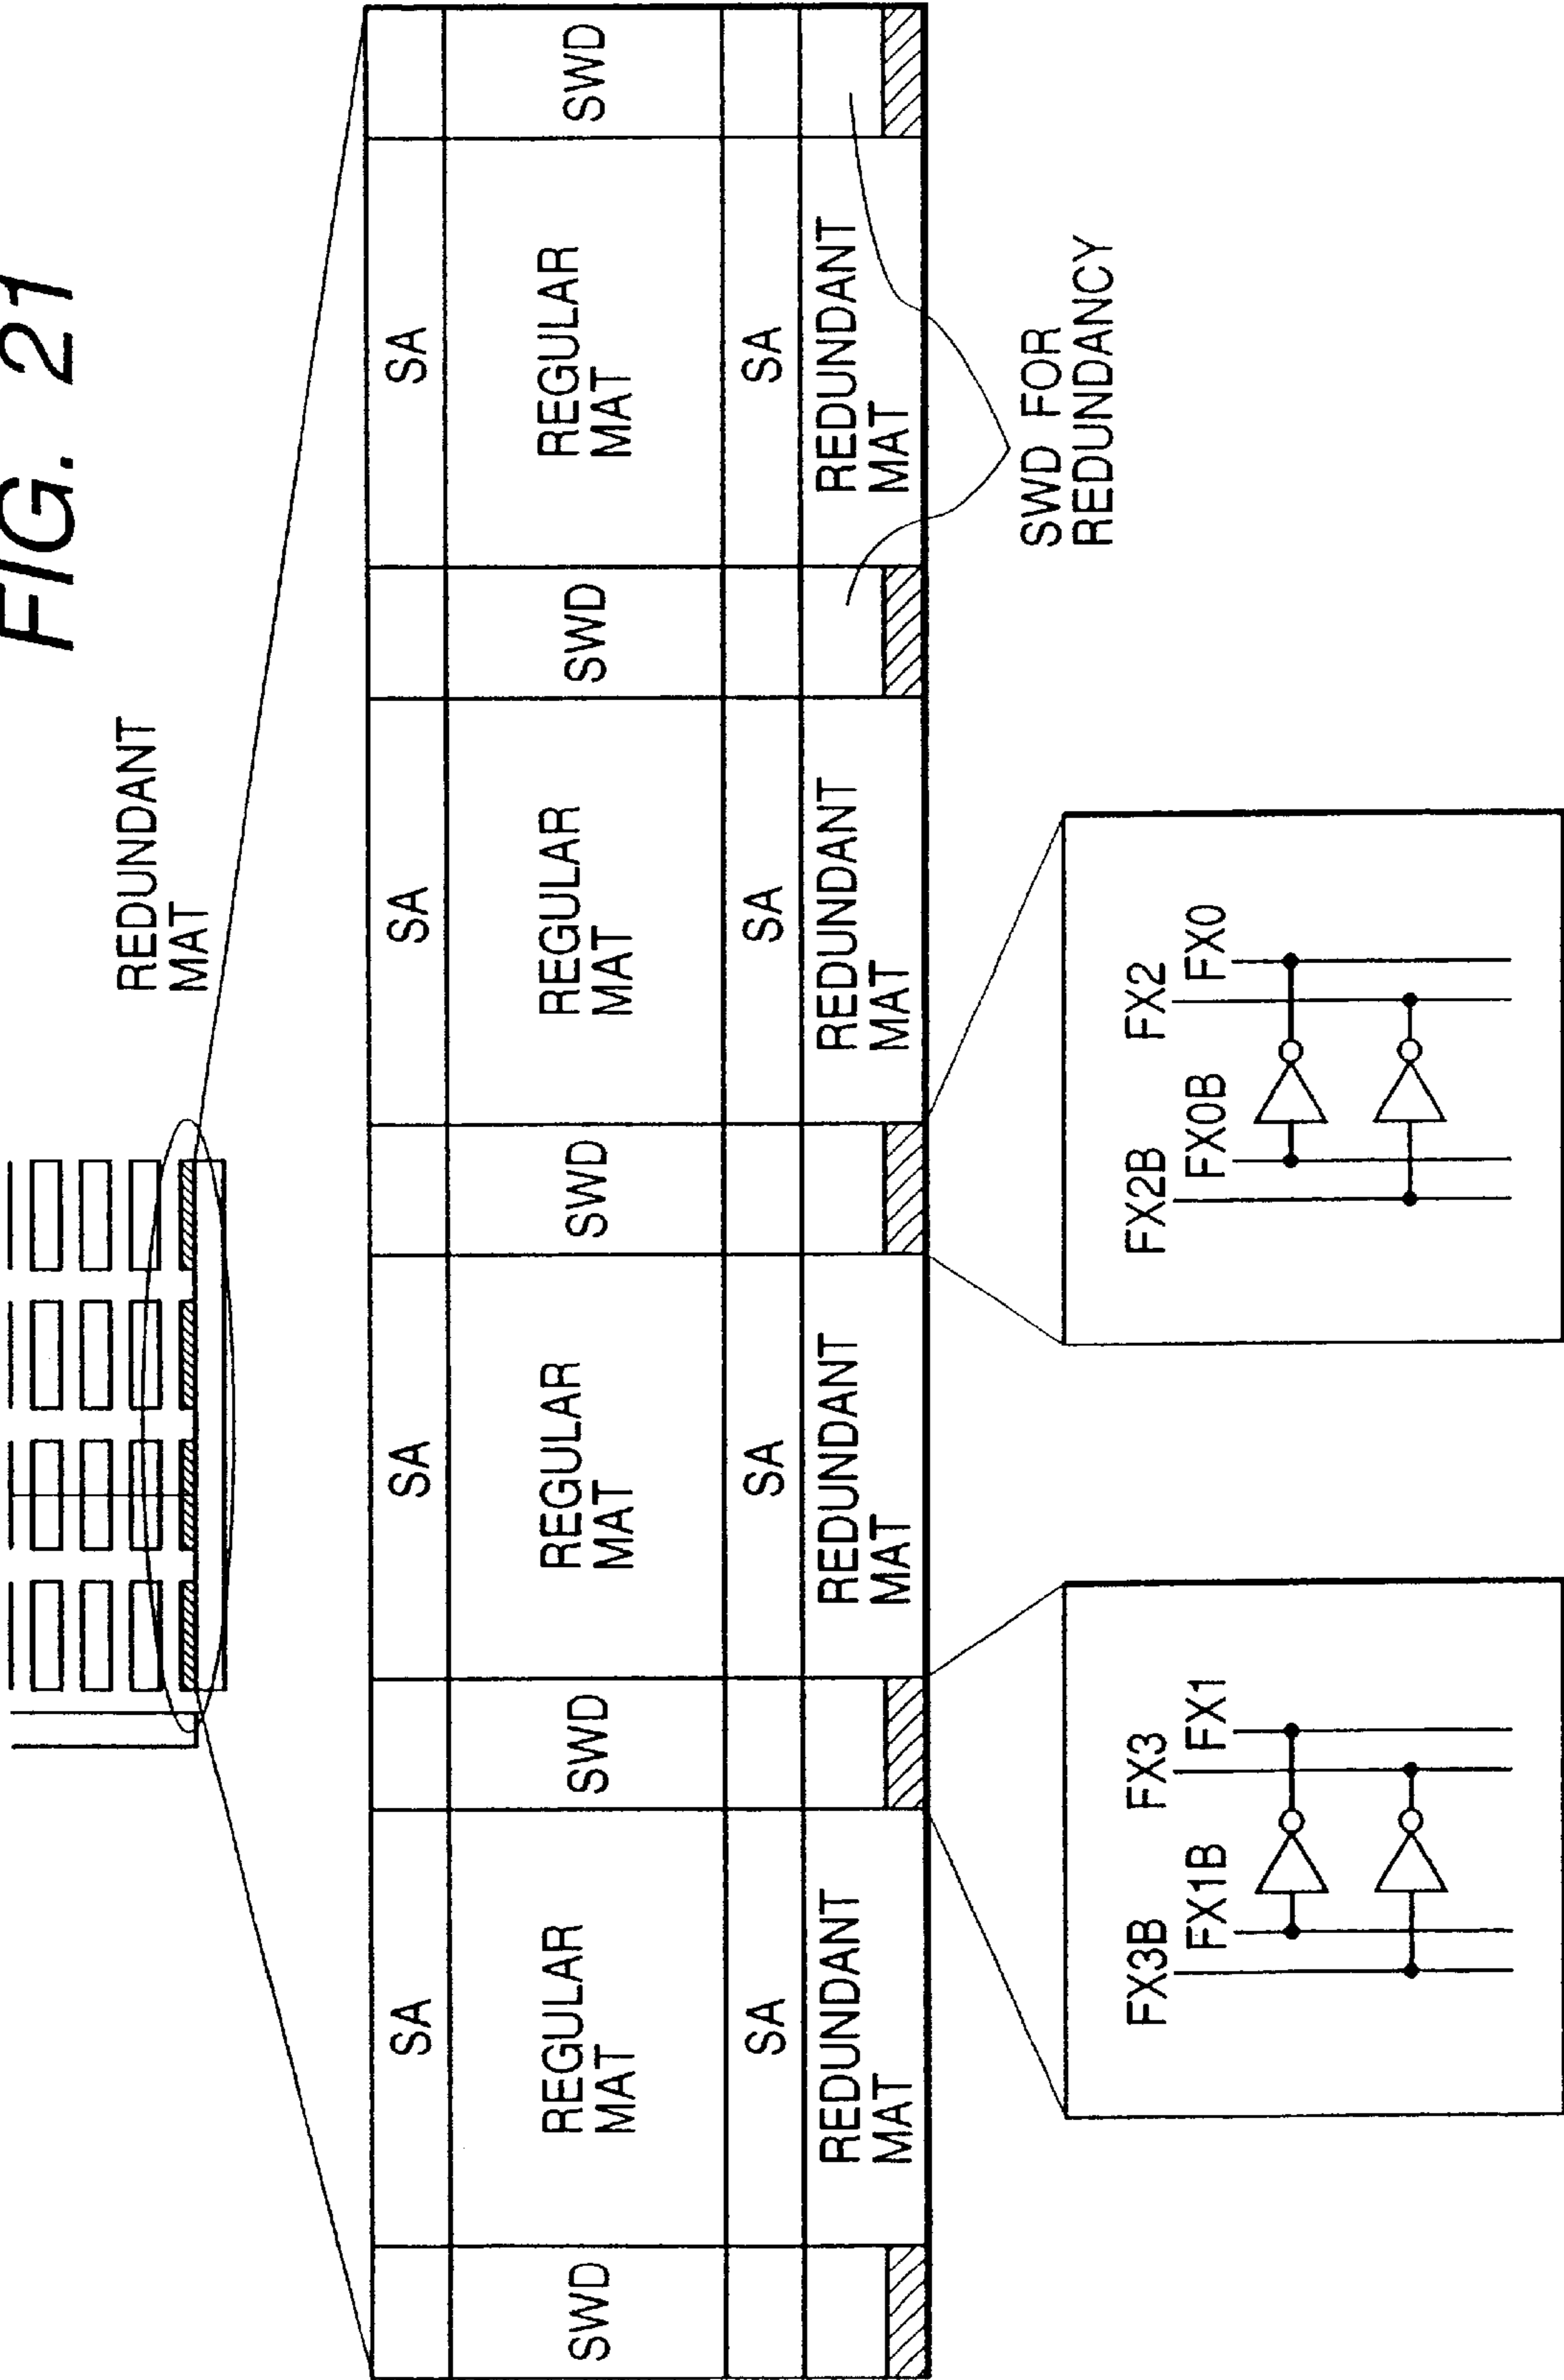 FIG. 21
REDUNDANT
MAT
SA
SA
SA
SA
SWD
REGULAR
MAT
SWD
REGULAR
MAT
SWD
REGULAR
MAT
SWD
REGULAR
MAT
SWD
SA
SA
SA
SA
REDUNDANT
MAT
REDUNDANT
MAT
REDUNDANT
MAT
REDUNDANT
MAT
SWD FOR
REDUNDANCY
FX3B
FX3
FX1B
FX1
FX2B
FX2
FX0B
FX0